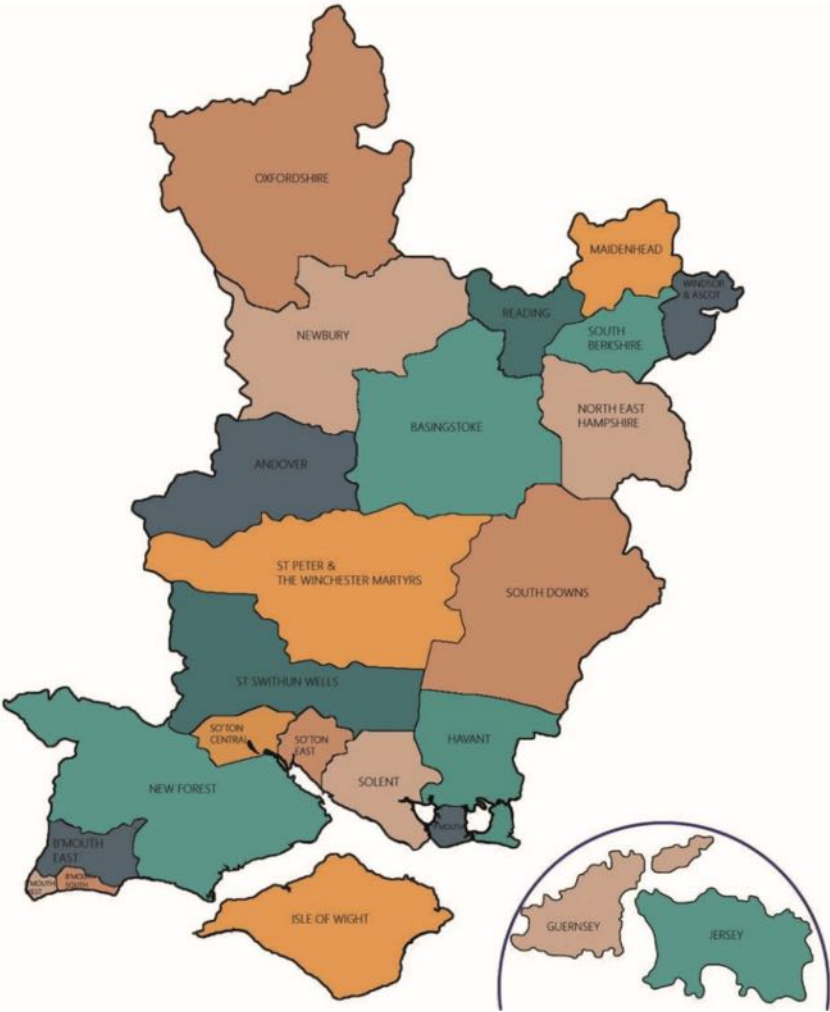 OXFORDSHIRE
MAIDENHEAD
WINDSOR
& ASCOT
READING
NEWBURY
SOUTH
BERKSHIRE
NORTH EAST
HAMPSHIRE
BASINGSTOKE
ANDOVER
ST PETER &
THE WINCHESTER MARTYRS
SOUTH DOWNS
ST SWITHUN WELLS
SO'TON
CENTRAL
SO'TON
EAST
HAVANT
SOLENT
NEW FOREST
B'MOUTH
EAST
B'MOUTH
SOUTH
ISLE OF WIGHT
GUERNSEY
JERSEY